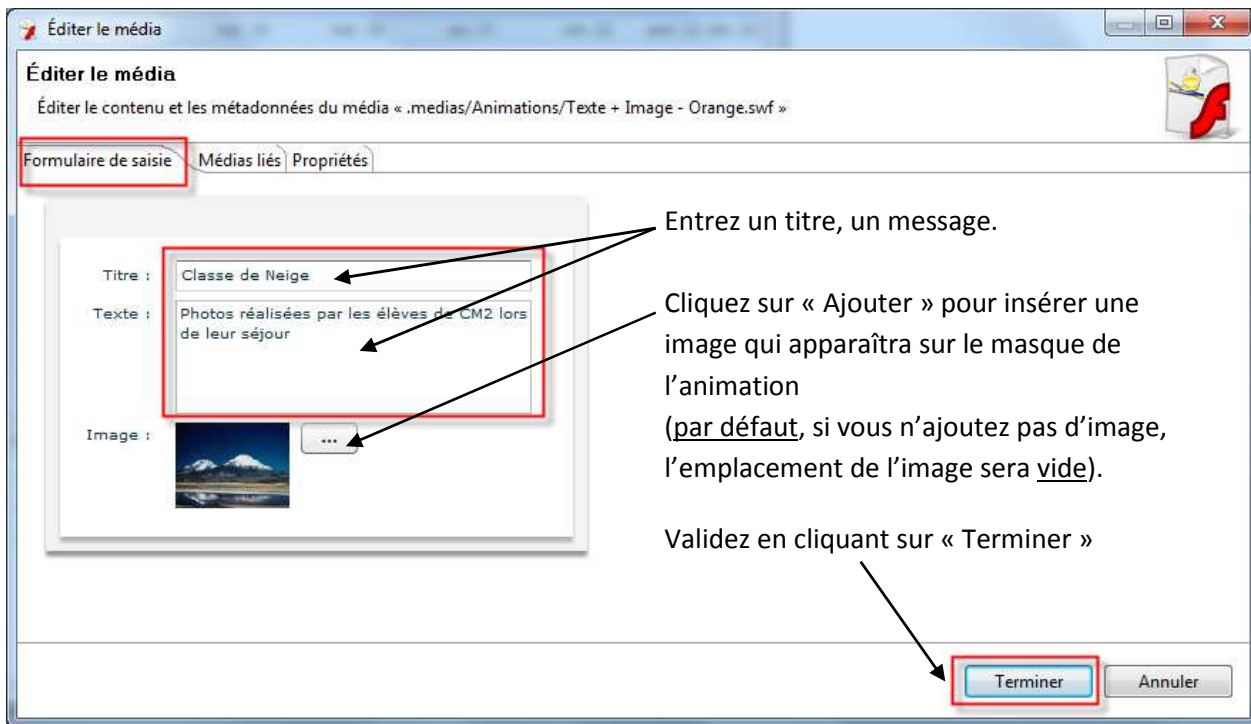 Éditer le média
Éditer le média
Éditer le contenu et les métadonnées du média « .medias/Animations/Texte + Image - Orange.swf »
Formulaire de saisie Médias liés Propriétés
Entrez un titre, un message.
Titre : Classe de Neige
Texte : Photos réalisées par les élèves de CM2 lors
de leur séjour
Cliquez sur « Ajouter » pour insérer une
image qui apparaîtra sur le masque de
l’animation
(par défaut, si vous n’ajoutez pas d’image,
l’emplacement de l’image sera vide).
Image : ...
Validez en cliquant sur « Terminer »
Terminer Annuler